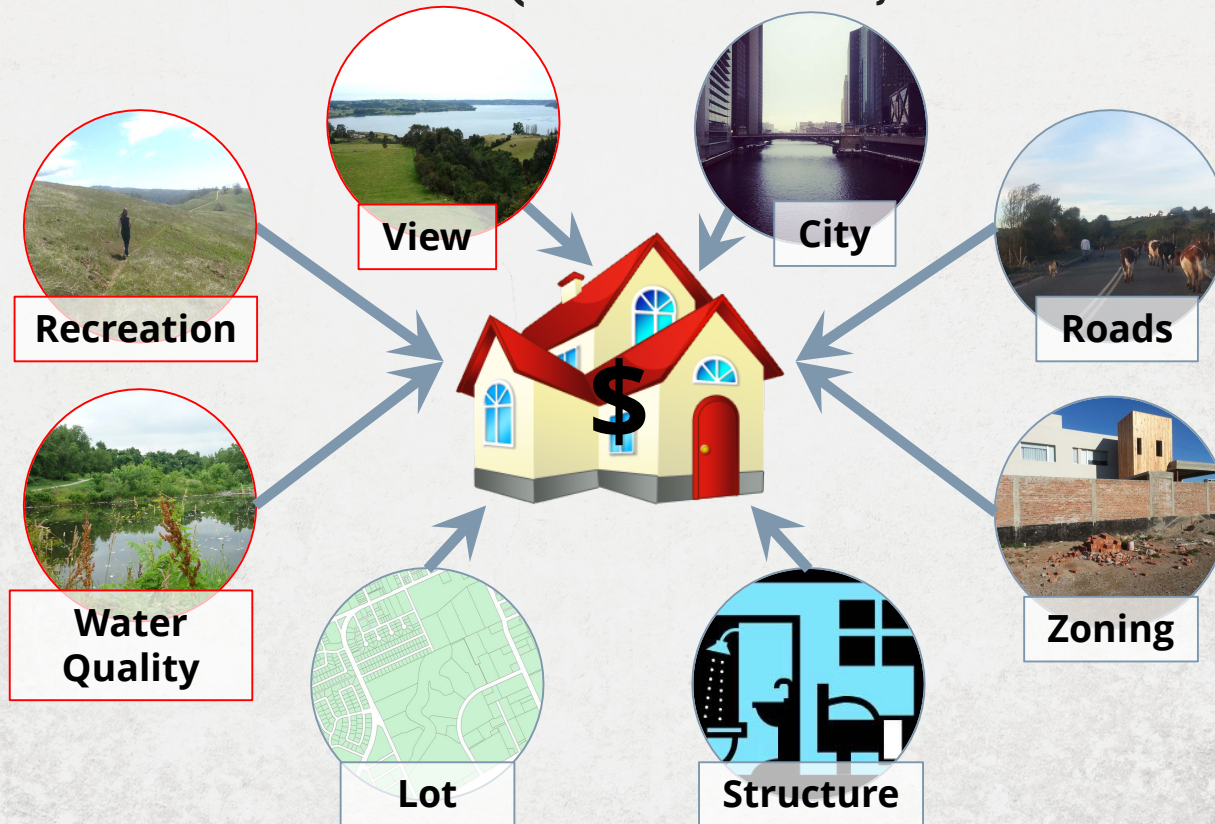 View
City
Recreation
Roads
$
Water
Quality
Zoning
Lot
Structure